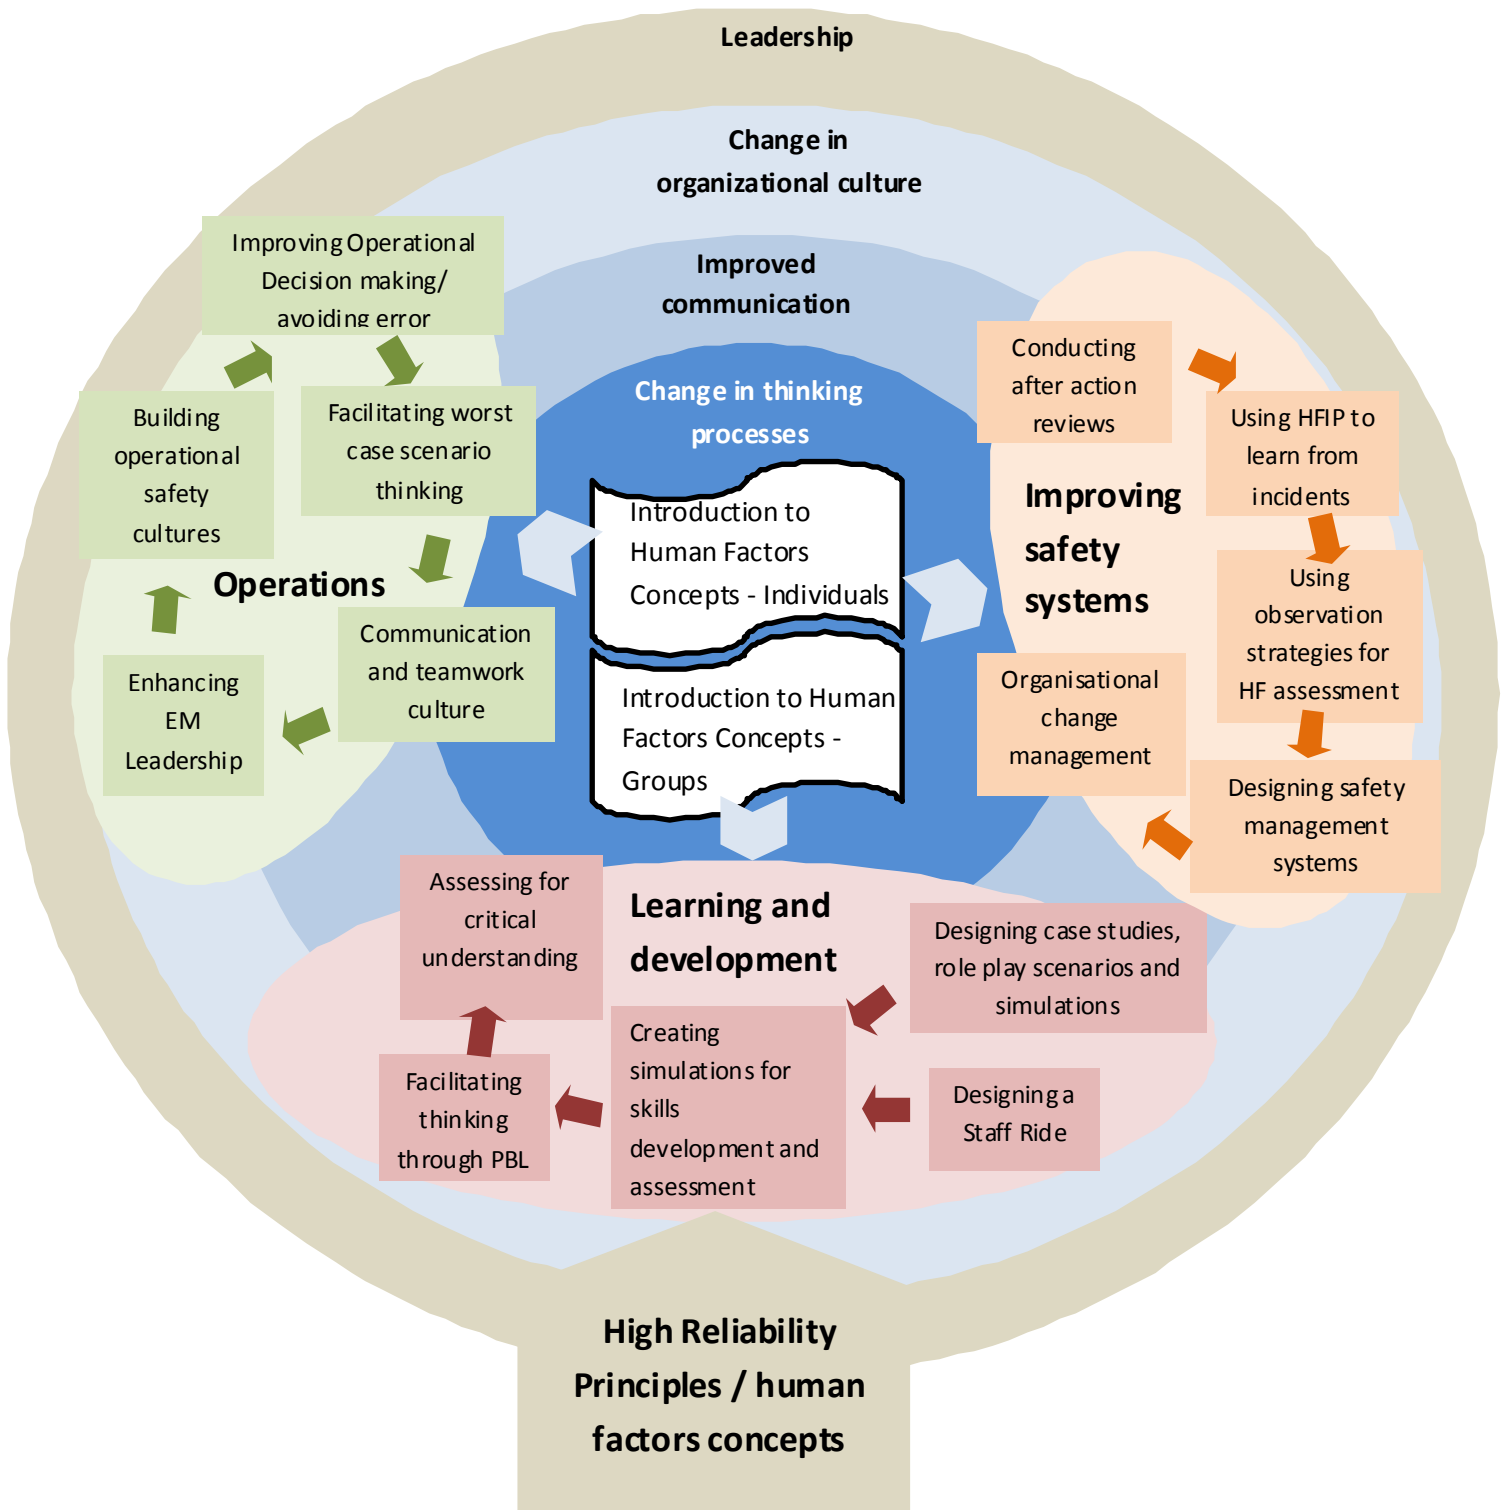 Leadership
Change in
organizational culture
Improved
communication
Change in thinking
processes
Introduction to
Human Factors
Concepts - Individuals
Introduction to Human
Factors Concepts -
Groups
Improving Operational
Decision making/
avoiding error
Facilitating worst
case scenario
thinking
Building
operational
safety
cultures
Operations
Communication
and teamwork
culture
Enhancing
EM
Leadership
Conducting
after action
reviews
Using HFIP to
learn from
incidents
Improving
safety
systems
Using
observation
strategies for
HF assessment
Organisational
change
management
Designing safety
management
systems
Learning and
development
Assessing for
critical
understanding
Designing case studies,
role play scenarios and
simulations
Creating
simulations for
skills
development and
assessment
Facilitating
thinking
through PBL
Designing a
Staff Ride
High Reliability
Principles / human
factors concepts